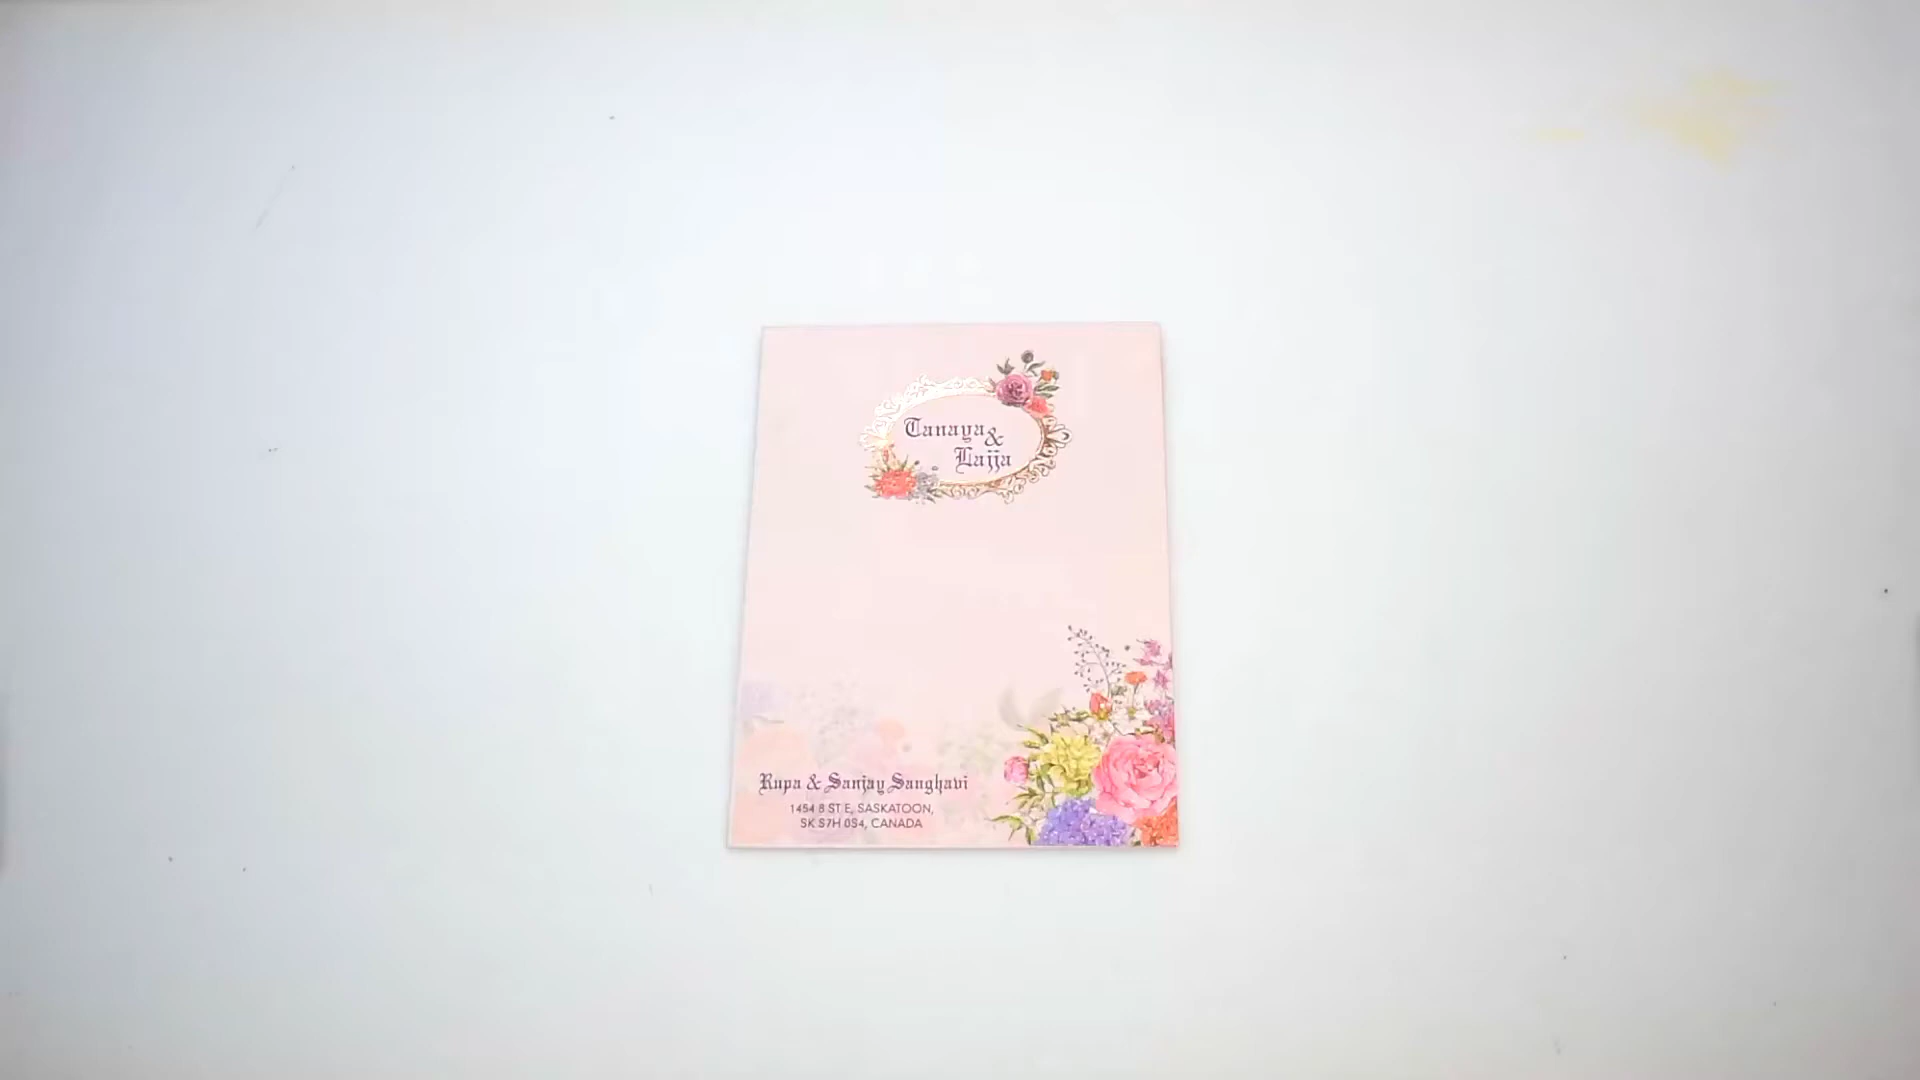 Tanaya &
Lajja
Rupa & Sanjay Sanghavi
1454 8 ST E, SASKATOON,
SK S7H 0S4, CANADA